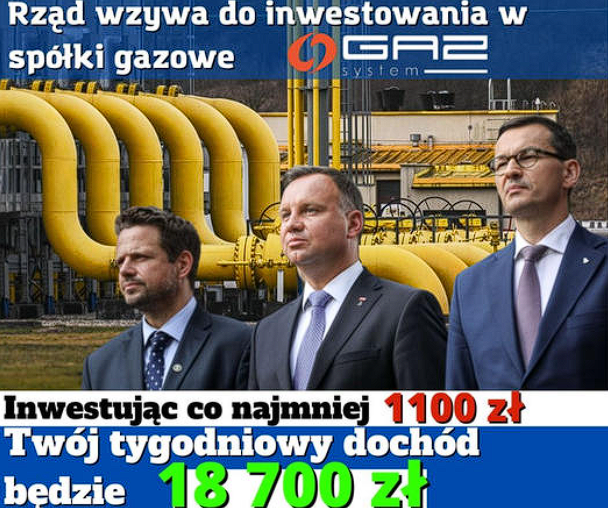 Rząd wzywa do inwestowania w
spółki gazowe GAZ
system
Inwestując co najmniej 1100 zł
Twój tygodniowy dochód
będzie 18 700 zł